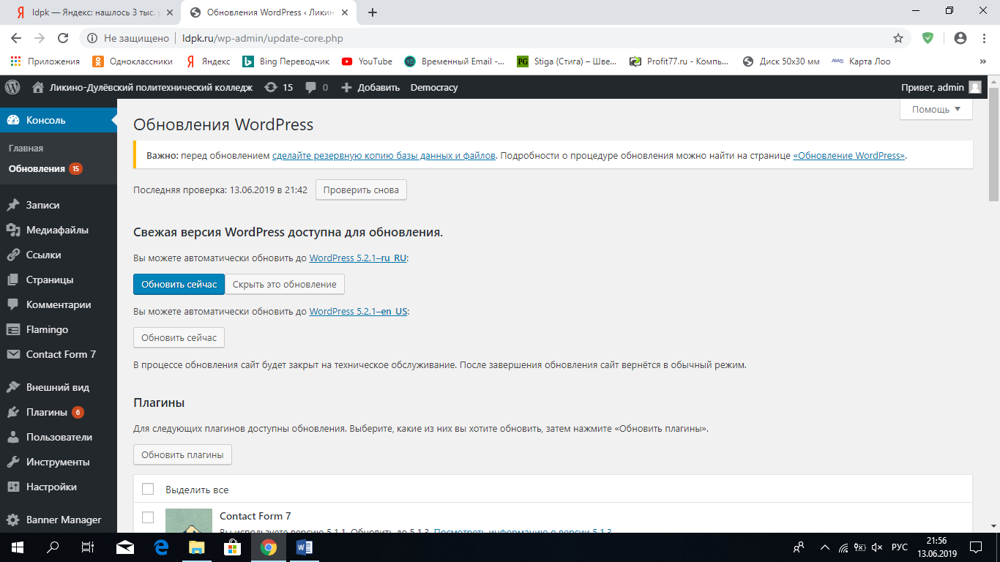 ldpk — Яндекс: нашлось 3 тыс.
Обновления WordPress ‹ Ликин
Не защищено
ldpk.ru/wp-admin/update-core.php
Приложения
Одноклассники
Яндекс
Bing Переводчик
YouTube
Временный Email -...
Stiga (Стига) – Шве...
Profit77.ru - Компь...
Диск 50x30 мм
Карта Лоо
»
Ликино-Дулёвский политехнический колледж
15
0
Добавить
Democracy
Привет, admin
Консоль
Главная
Обновления 15
Записи
Медиафайлы
Ссылки
Страницы
Комментарии
Flamingo
Contact Form 7
Внешний вид
Плагины 6
Пользователи
Инструменты
Настройки
Banner Manager
Помощь
Обновления WordPress
Важно: перед обновлением сделайте резервную копию базы данных и файлов. Подробности о процедуре обновления можно найти на странице «Обновление WordPress».
Последняя проверка: 13.06.2019 в 21:42 Проверить снова
Свежая версия WordPress доступна для обновления.
Вы можете автоматически обновить до WordPress 5.2.1–ru_RU:
Обновить сейчас Скрыть это обновление
Вы можете автоматически обновить до WordPress 5.2.1–en_US:
Обновить сейчас
В процессе обновления сайт будет закрыт на техническое обслуживание. После завершения обновления сайт вернётся в обычный режим.
Плагины
Для следующих плагинов доступны обновления. Выберите, какие из них вы хотите обновить, затем нажмите «Обновить плагины».
Обновить плагины
Выделить все
Contact Form 7
Вы используете версию 5.1.1. Обновить до 5.1.3. Посмотреть информацию о версии 5.1.3.
РУС
21:56
13.06.2019